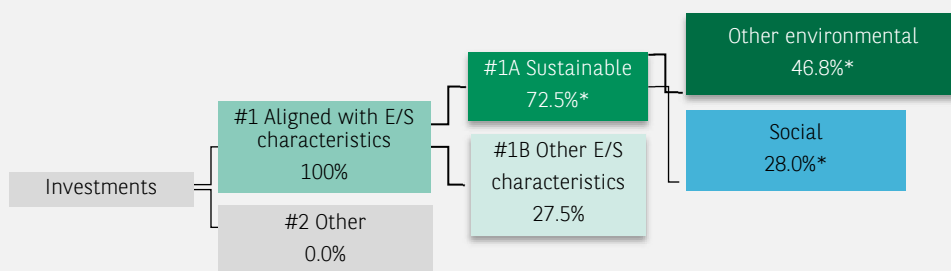 Investments
#1 Aligned with E/S
characteristics
100%
#2 Other
0.0%
#1A Sustainable
72.5%*
#1B Other E/S
characteristics
27.5%
Other environmental
46.8%*
Social
28.0%*